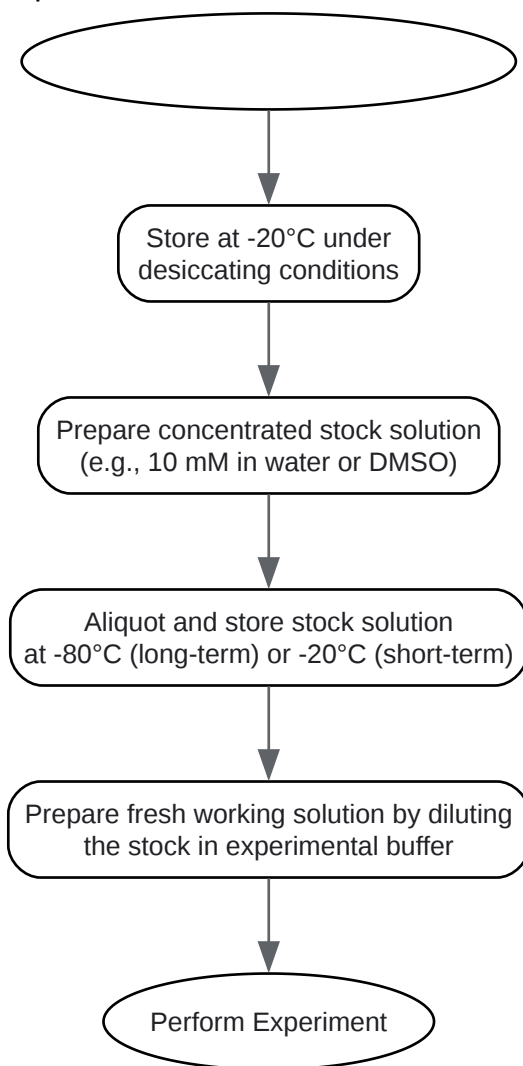 Store at -20°C under
desiccating conditions
Prepare concentrated stock solution
(e.g., 10 mM in water or DMSO)
Aliquot and store stock solution
at -80°C (long-term) or -20°C (short-term)
Prepare fresh working solution by diluting
the stock in experimental buffer
Perform Experiment